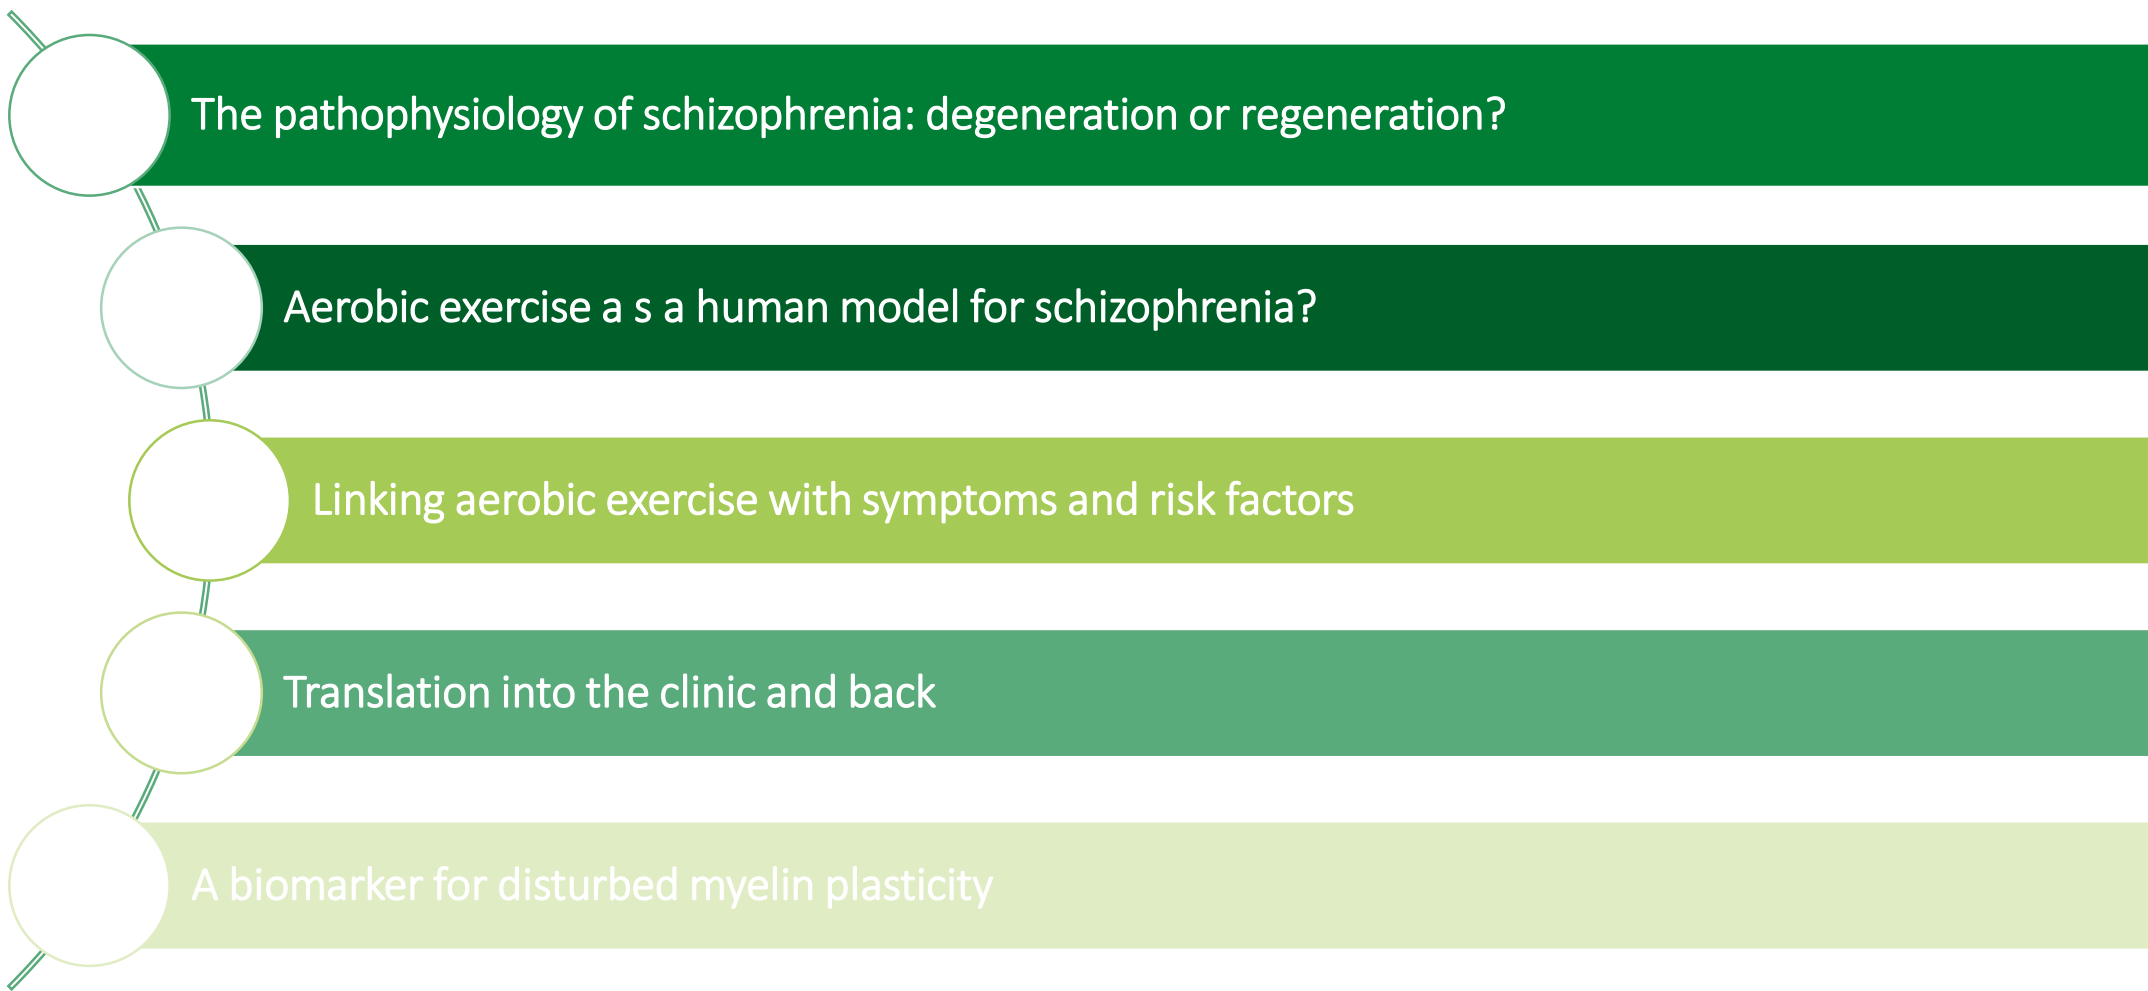 The pathophysiology of schizophrenia: degeneration or regeneration?
Aerobic exercise a s a human model for schizophrenia?
Linking aerobic exercise with symptoms and risk factors
Translation into the clinic and back
A biomarker for disturbed myelin plasticity